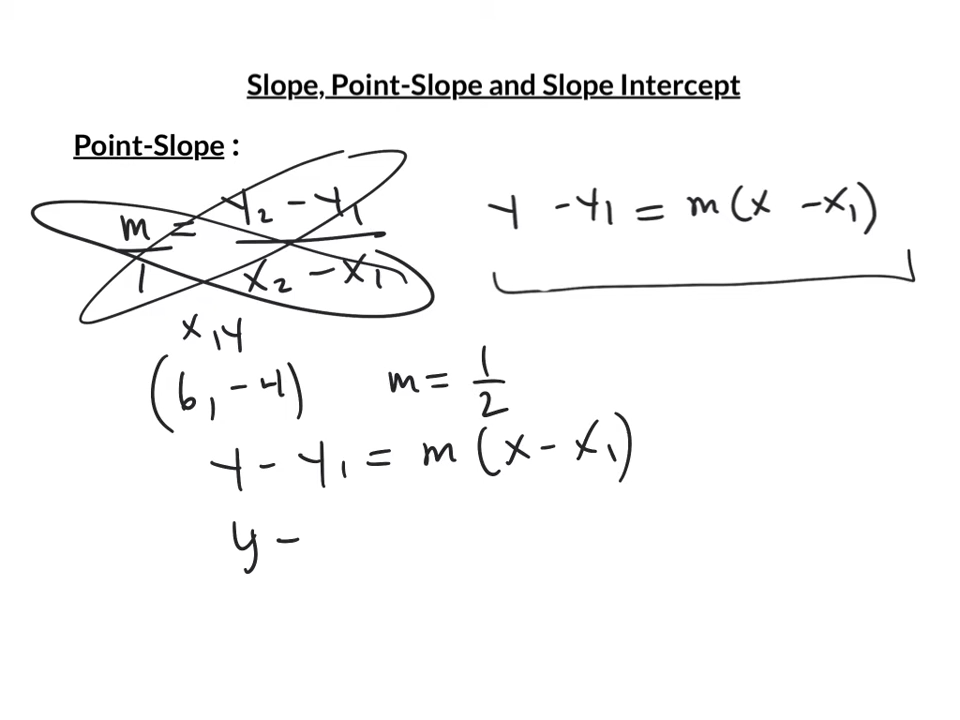 Slope, Point-Slope and Slope Intercept
Point-Slope :
m/1 = (y₂ - y₁)/(x₂ - x₁)
y - y₁ = m(x - x₁)
x, y
(6, -4) m = 1/2
y - y₁ = m(x - x₁)
y -